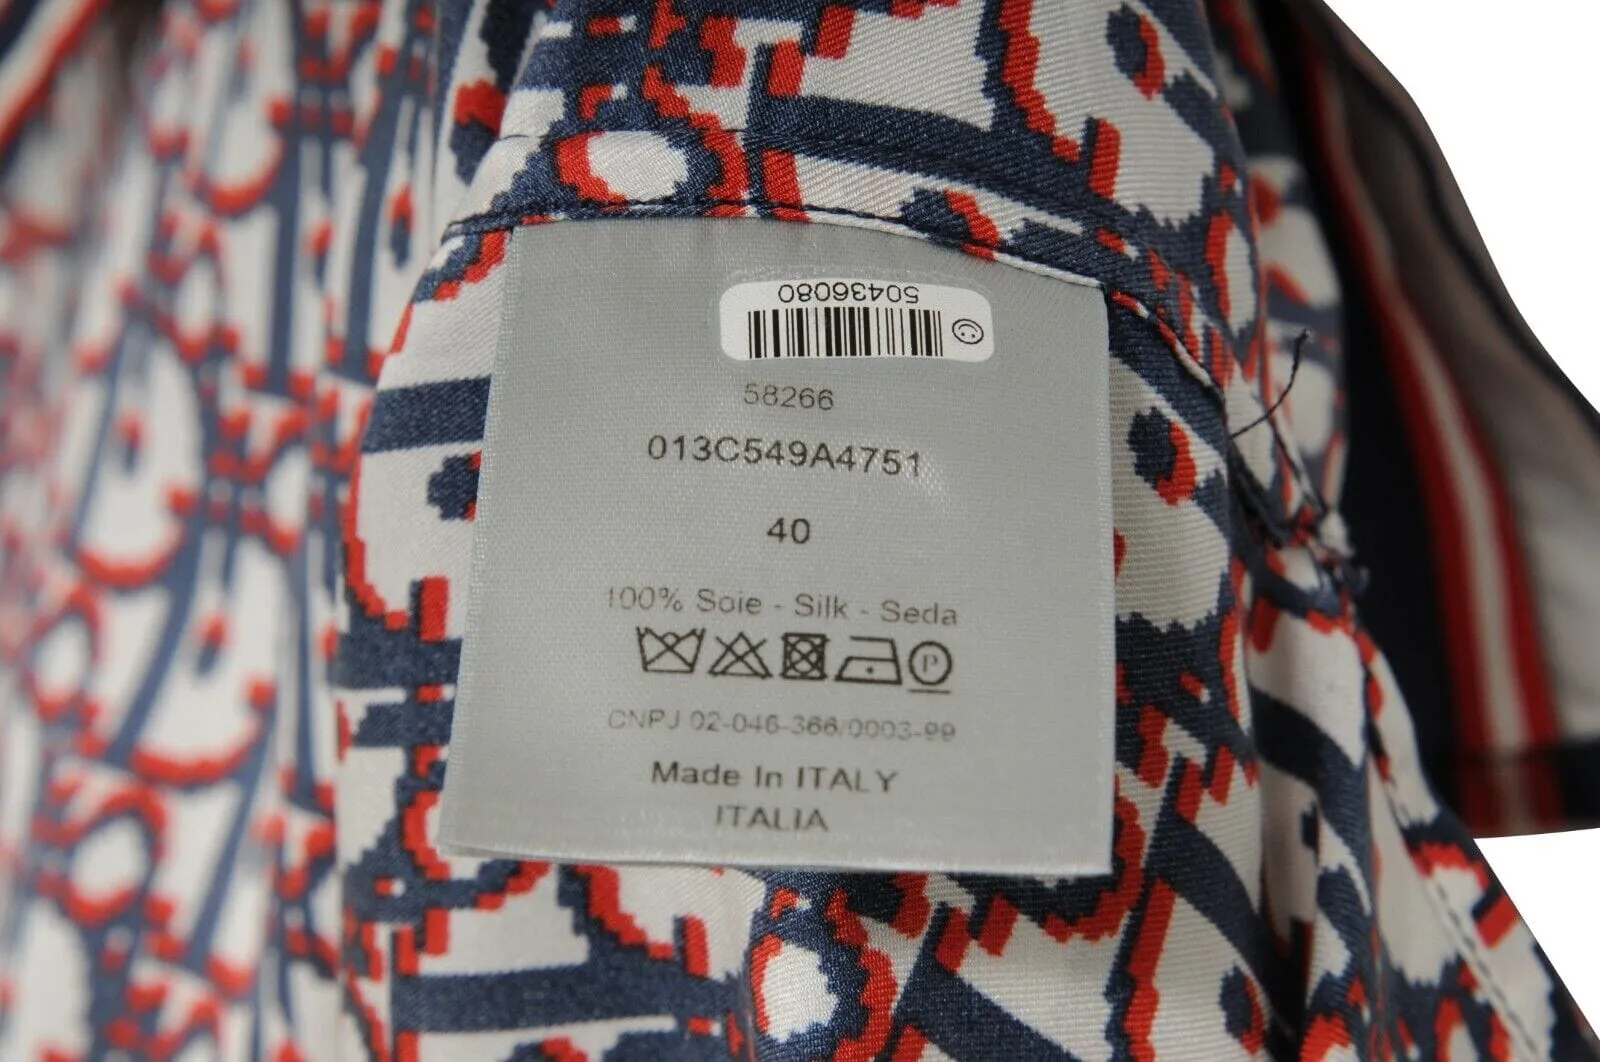 50436080
58266
013C549A4751
40
100% Soie - Silk - Seda
P
CNPJ 02-046-366/0003-99
Made In ITALY
ITALIA